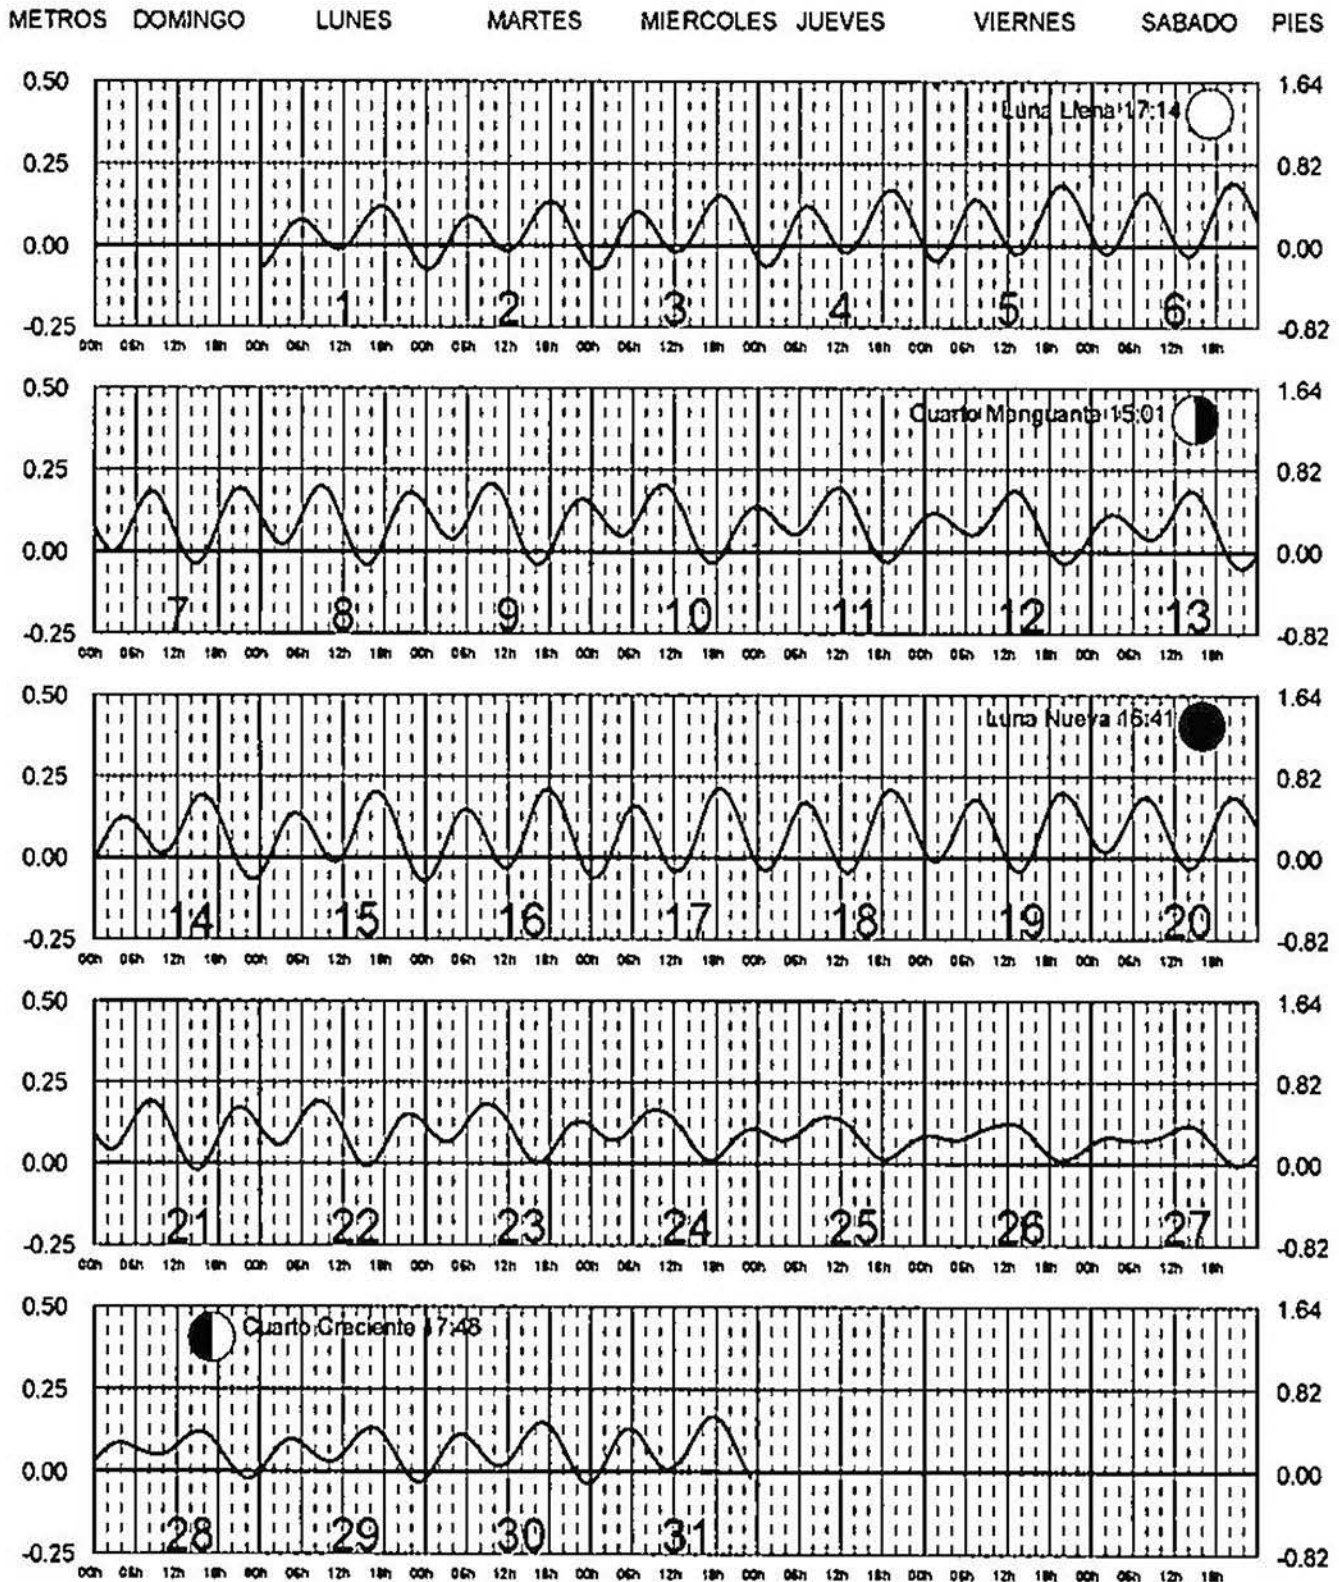 METROS DOMINGO LUNES MARTES MIERCOLES JUEVES VIERNES SABADO PIES
0.50 Luna Llena 17:14 1.64
0.25 0.82
0.00 0.00
1 2 3 4 5 6
-0.25 -0.82
00h 06h 12h 18h 00h 06h 12h 18h 00h 06h 12h 18h 00h 06h 12h 18h 00h 06h 12h 18h 00h 06h 12h 18h 00h 06h 12h 18h
0.50 Cuarto Menguante 15:01 1.64
0.25 0.82
0.00 0.00
7 8 9 10 11 12 13
-0.25 -0.82
00h 06h 12h 18h 00h 06h 12h 18h 00h 06h 12h 18h 00h 06h 12h 18h 00h 06h 12h 18h 00h 06h 12h 18h 00h 06h 12h 18h
0.50 Luna Nueva 16:41 1.64
0.25 0.82
0.00 0.00
14 15 16 17 18 19 20
-0.25 -0.82
00h 06h 12h 18h 00h 06h 12h 18h 00h 06h 12h 18h 00h 06h 12h 18h 00h 06h 12h 18h 00h 06h 12h 18h 00h 06h 12h 18h
0.50 1.64
0.25 0.82
0.00 0.00
21 22 23 24 25 26 27
-0.25 -0.82
00h 06h 12h 18h 00h 06h 12h 18h 00h 06h 12h 18h 00h 06h 12h 18h 00h 06h 12h 18h 00h 06h 12h 18h 00h 06h 12h 18h
0.50 Cuarto Creciente 17:48 1.64
0.25 0.82
0.00 0.00
28 29 30 31
-0.25 -0.82
00h 06h 12h 18h 00h 06h 12h 18h 00h 06h 12h 18h 00h 06h 12h 18h 00h 06h 12h 18h 00h 06h 12h 18h 00h 06h 12h 18h